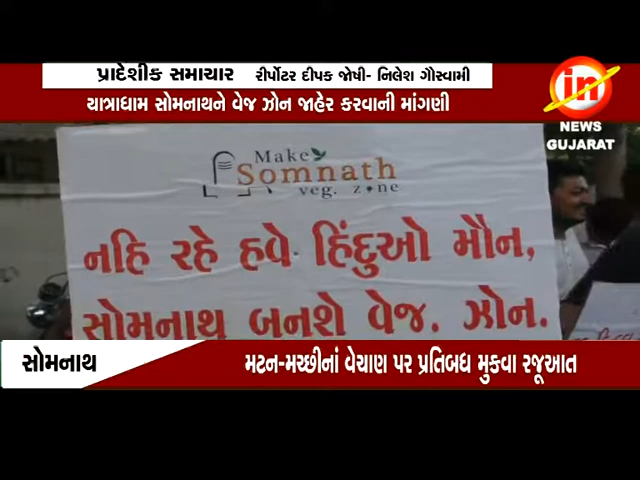 પ્રાદેશીક સમાચાર રીર્પોટર દીપક જોષી- નિલેશ ગૌસ્વામી
યાત્રાધામ સોમનાથને વેજ ઝોન જાહેર કરવાની માંગણી
in
NEWS
GUJARAT
Make
Somnath
veg. zone
નહિ રહે હવે હિંદુઓ મૌન,
સોમનાથ બનશે વેજ. ઝોન.
સોમનાથ
મટન-મચ્છીનાં વેચાણ પર પ્રતિબધ મુકવા રજૂઆત